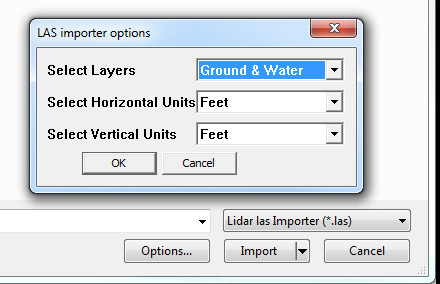 LAS importer options
Select Layers Ground & Water
Select Horizontal Units Feet
Select Vertical Units Feet
OK Cancel
Lidar las Importer (*.las)
Options... Import Cancel